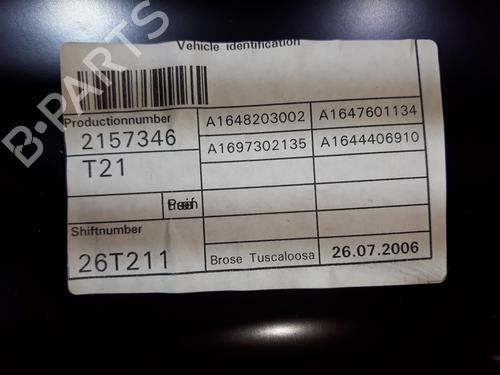 Vehicle identification
B-PARTS
Productionnumber
2157346
T21
A1648203002
A1647601134
A1697302135
A1644406910
Shiftnumber
26T211
Brose Tuscaloosa
26.07.2006